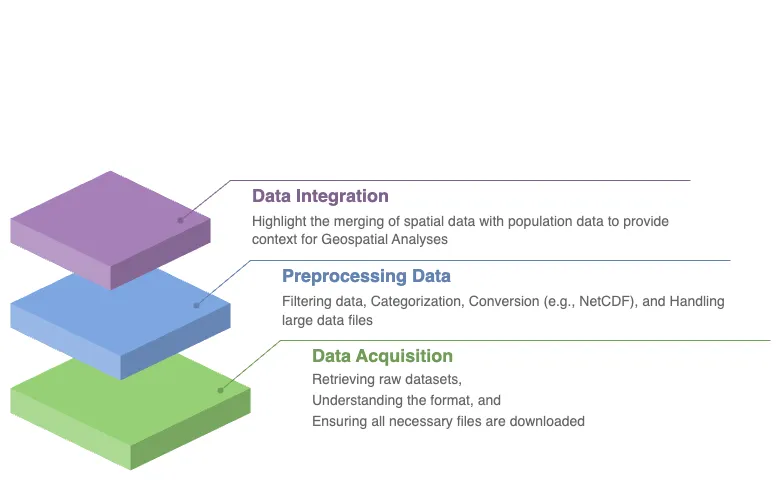 Data Integration
Highlight the merging of spatial data with population data to provide
context for Geospatial Analyses
Preprocessing Data
Filtering data, Categorization, Conversion (e.g., NetCDF), and Handling
large data files
Data Acquisition
Retrieving raw datasets,
Understanding the format, and
Ensuring all necessary files are downloaded